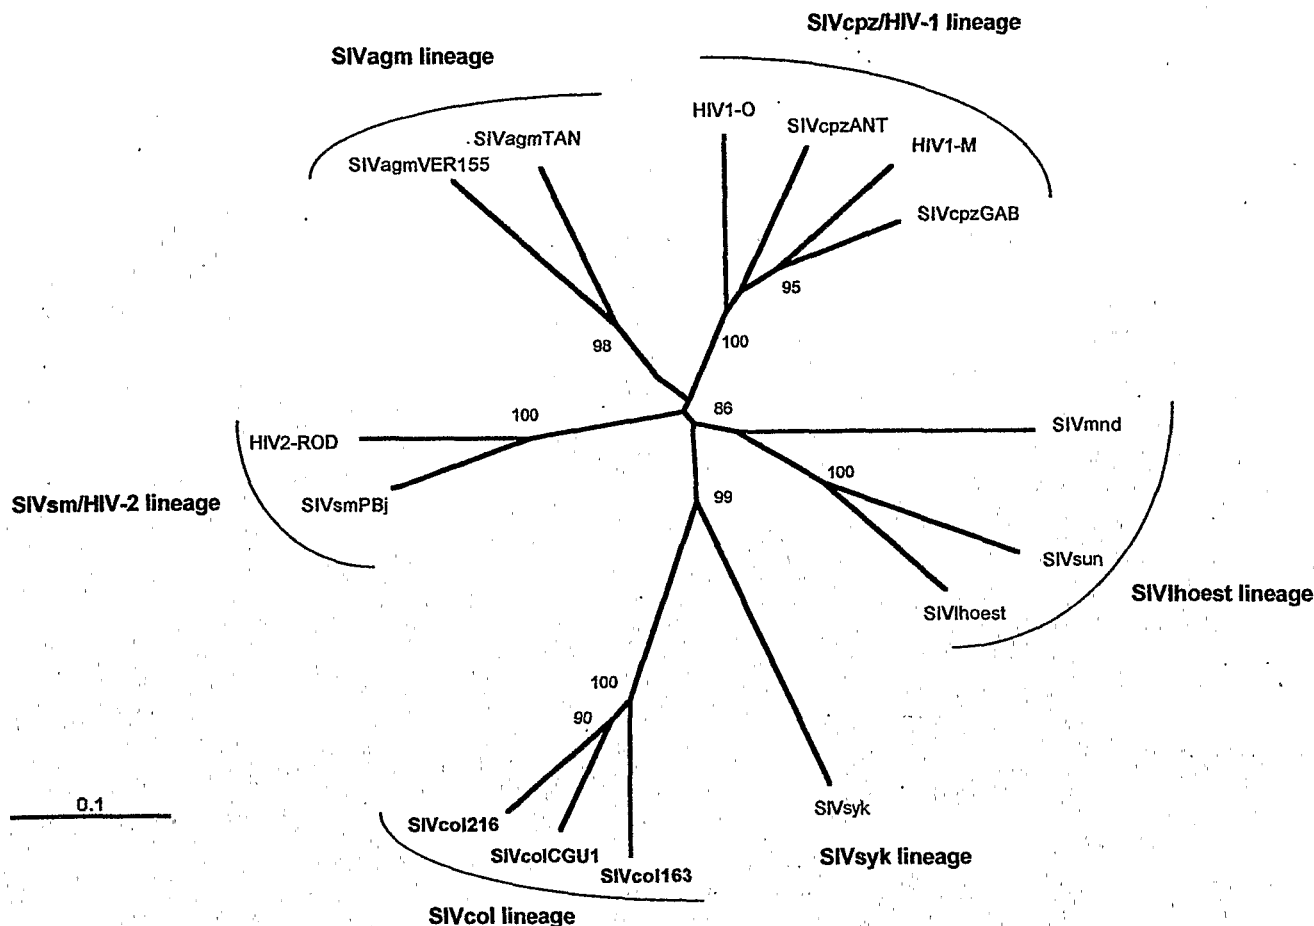 SIVcpz/HIV-1 lineage
SIVagm lineage
HIV1-O
SIVcpzANT
SIVagmTAN
HIV1-M
SIVagmVER155
SIVcpzGAB
95
100
98
86
100
SIVmnd
HIV2-ROD
100
99
SIVsm/HIV-2 lineage
SIVsmPBj
SIVsun
SIVlhoest
SIVlhoest lineage
100
90
0.1
SIVsyk
SIVcol216
SIVcolCGU1
SIVsyk lineage
SIVcol163
SIVcol lineage